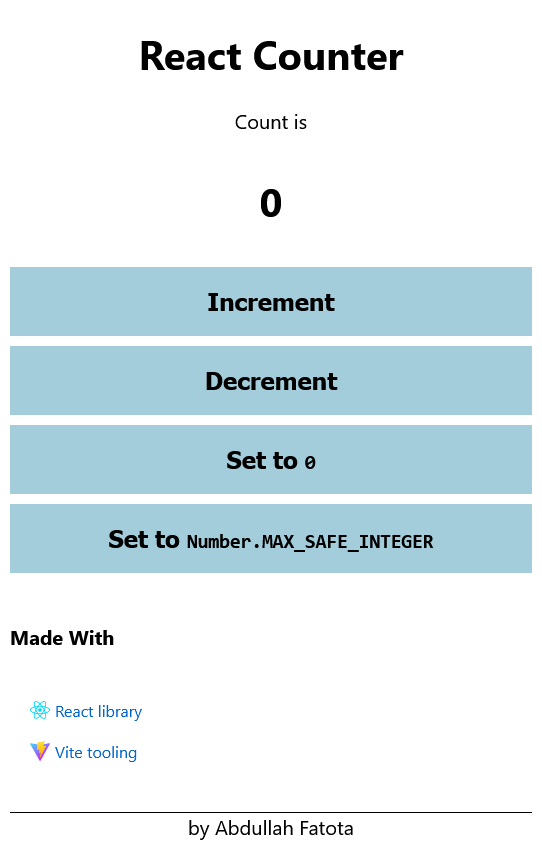 React Counter
Count is
0
Increment
Decrement
Set to 0
Set to Number.MAX_SAFE_INTEGER
Made With
React library
Vite tooling
by Abdullah Fatota